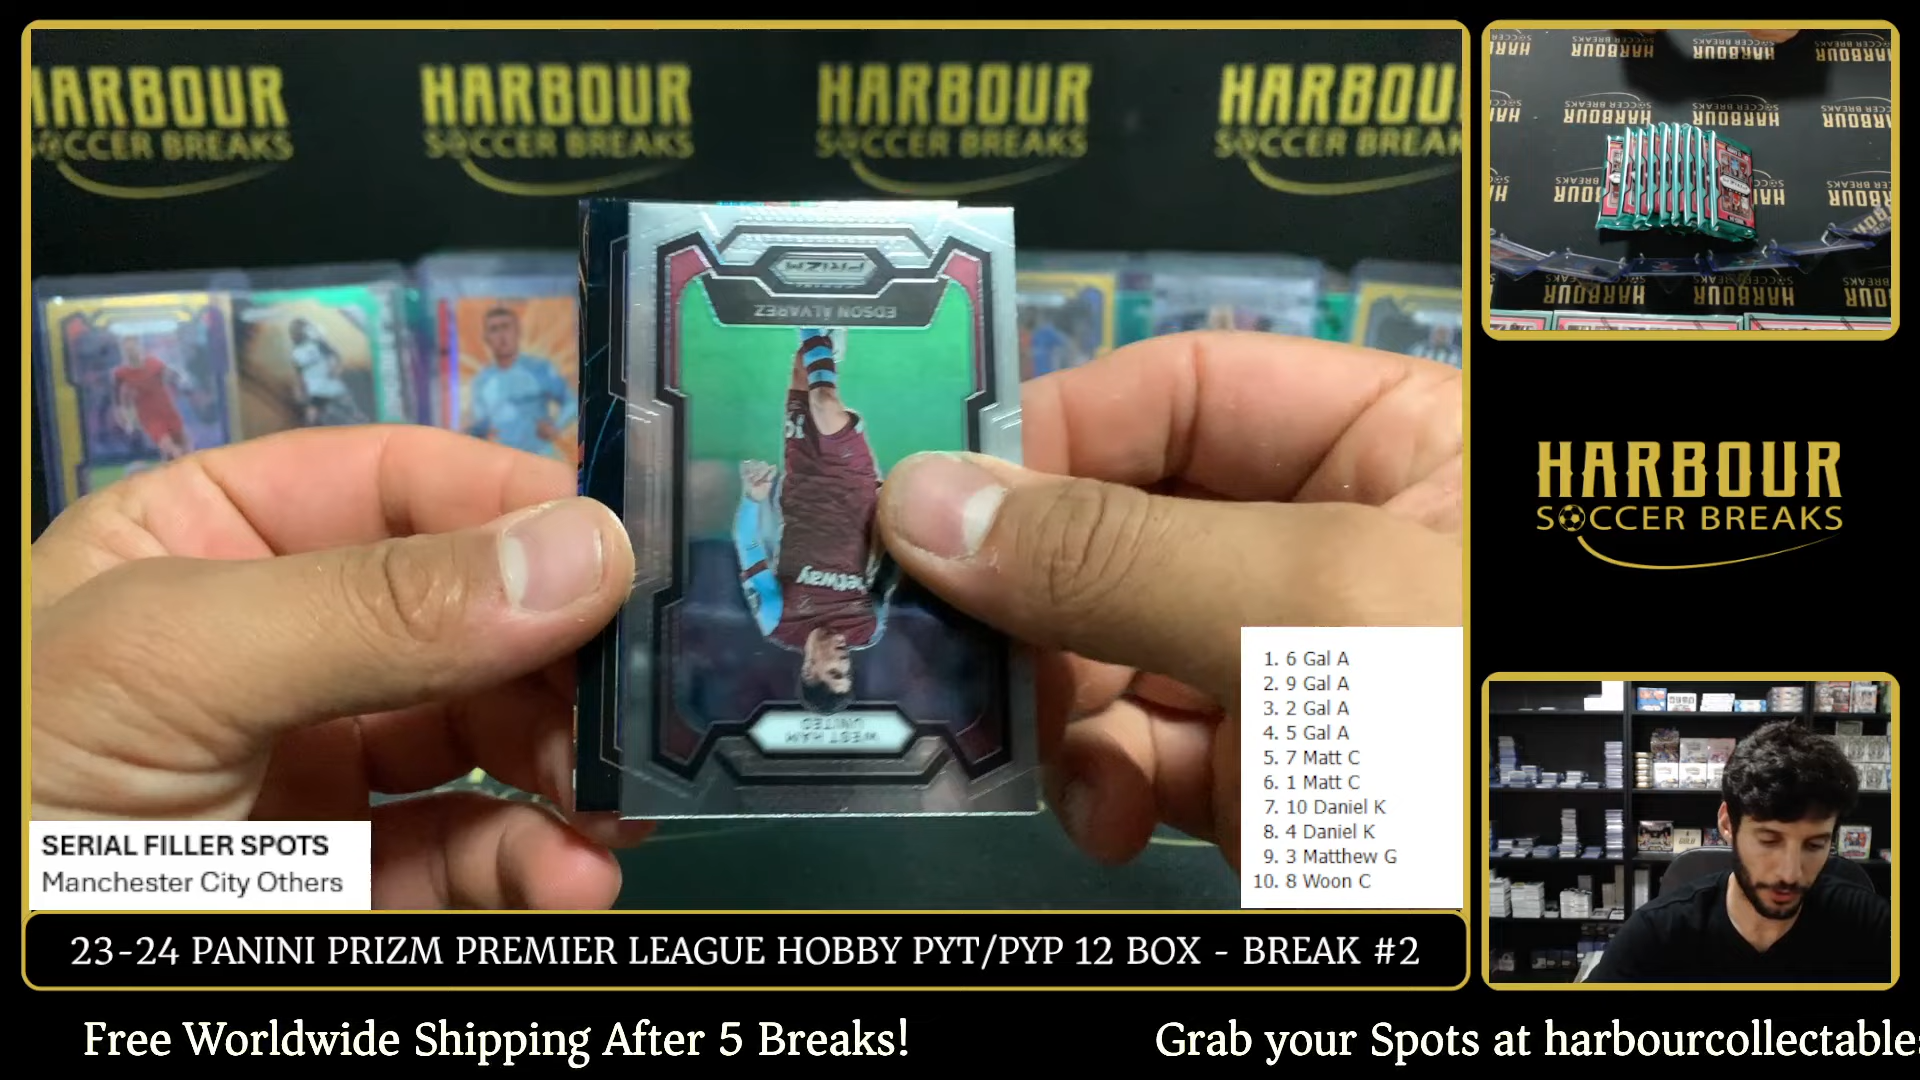 HARBOUR
SOCCER BREAKS
HARBOUR
SOCCER BREAKS
HARBOUR
SOCCER BREAKS
HARBOU
SOCCER BREAKS
PRIZM
EDSON ALVAREZ
betway
WEST HAM
UNITED
1. 6 Gal A
2. 9 Gal A
3. 2 Gal A
4. 5 Gal A
5. 7 Matt C
6. 1 Matt C
7. 10 Daniel K
8. 4 Daniel K
9. 3 Matthew G
10. 8 Woon C
SERIAL FILLER SPOTS
Manchester City Others
HARBOUR
SOCCER BREAKS
23-24 PANINI PRIZM PREMIER LEAGUE HOBBY PYT/PYP 12 BOX - BREAK #2
Free Worldwide Shipping After 5 Breaks!
Grab your Spots at harbourcollectables